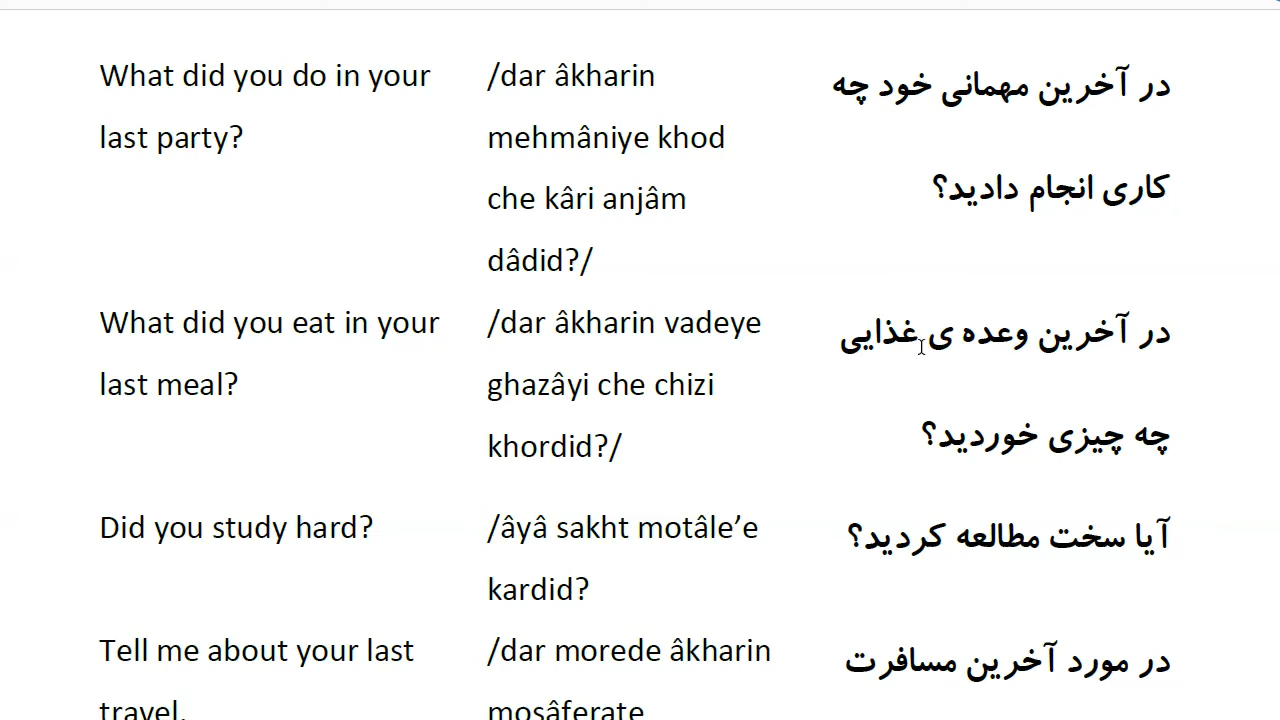 What did you do in your
last party?
/dar âkharin
mehmâniye khod
che kâri anjâm
dâdid?/
در آخرین مهمانی خود چه
کاری انجام دادید؟
What did you eat in your
last meal?
/dar âkharin vadeye
ghazâyi che chizi
khordid?/
در آخرین وعده ی غذایی
چه چیزی خوردید؟
Did you study hard?
/âyâ sakht motâle’e
kardid?
آیا سخت مطالعه کردید؟
Tell me about your last
travel.
/dar morede âkharin
mosâferate
در مورد آخرین مسافرت